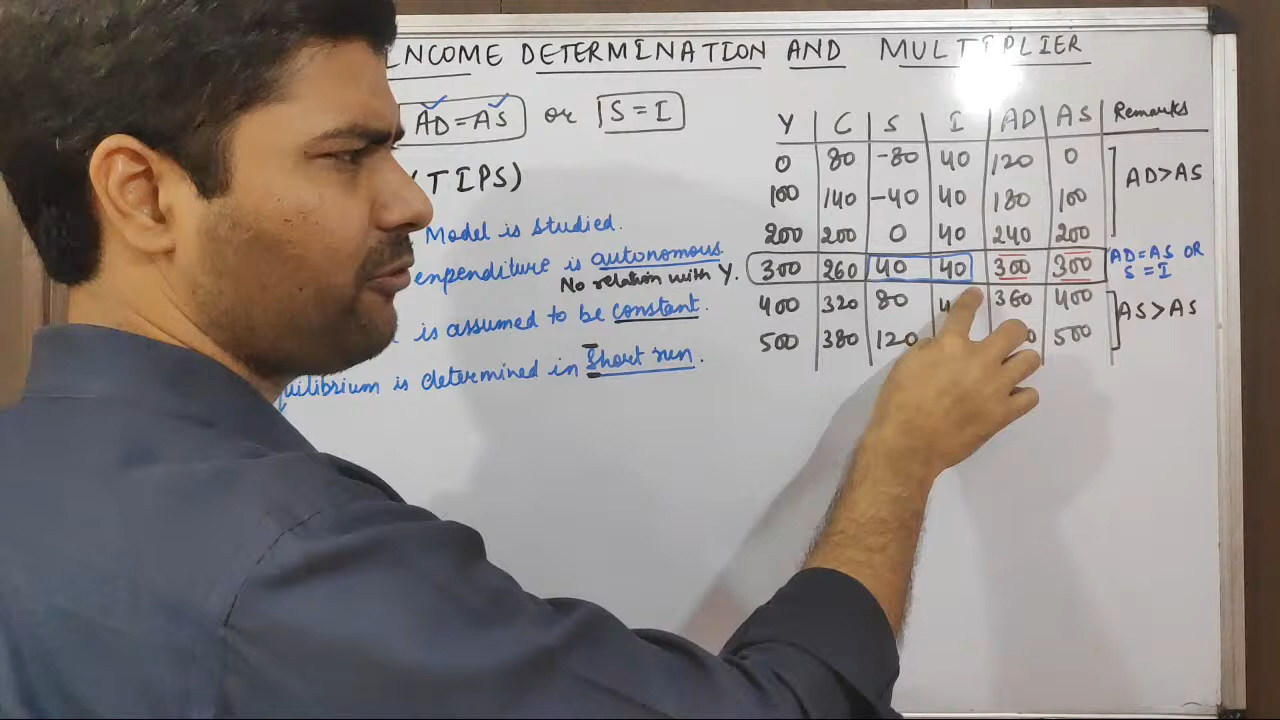 INCOME DETERMINATION AND MULTIPLIER
AD=AS or S = I
(TIPS)
Model is studied.
expenditure is autonomous.
No relation with Y.
is assumed to be constant.
uilibrium is determined in Short run.
Y C S I AD AS Remarks
0 80 -80 40 120 0
100 140 -40 40 180 100
AD>AS
200 200 0 40 240 200
300 260 40 40 300 300
AD=AS OR
S = I
400 320 80 360 400
AS>AS
500 380 120 500